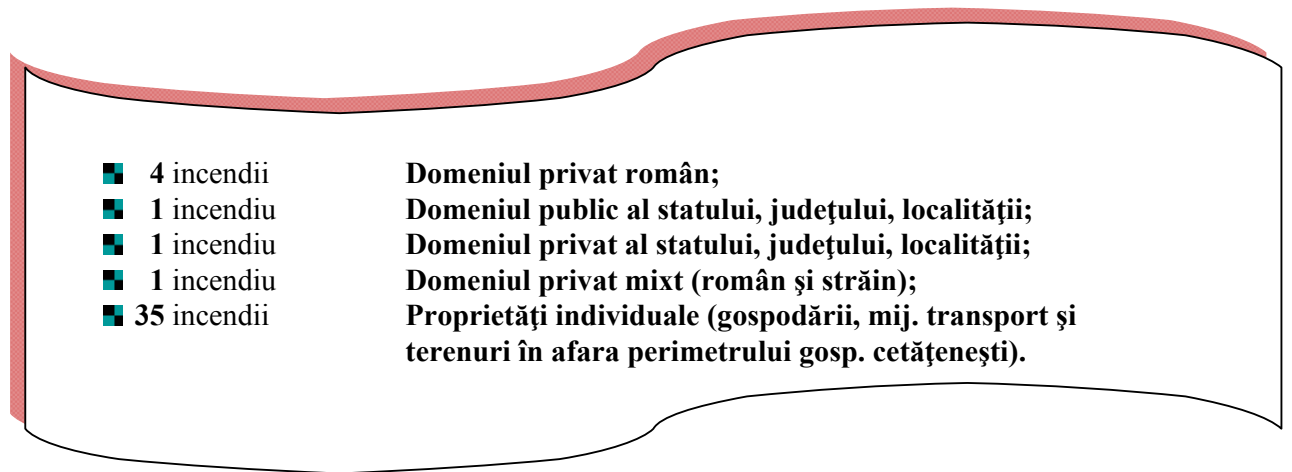 4 incendii Domeniul privat român;
1 incendiu Domeniul public al statului, judeţului, localităţii;
1 incendiu Domeniul privat al statului, judeţului, localităţii;
1 incendiu Domeniul privat mixt (român şi străin);
35 incendii Proprietăţi individuale (gospodării, mij. transport şi
terenuri în afara perimetrului gosp. cetăţeneşti).